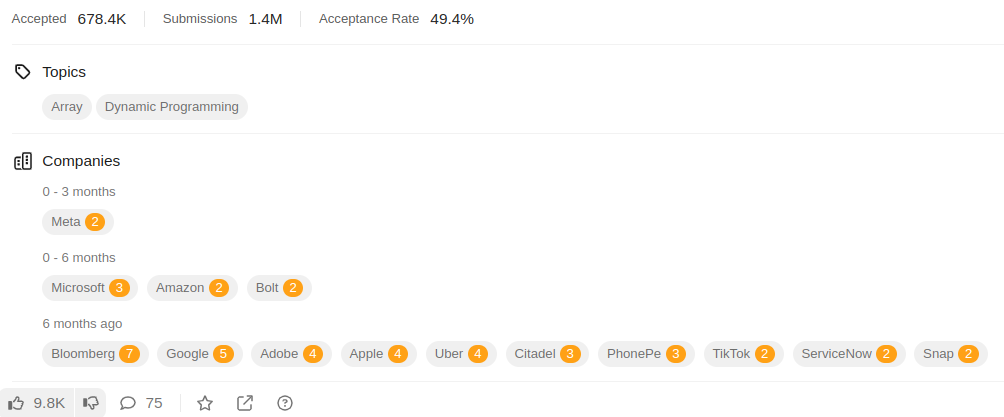 Accepted 678.4K Submissions 1.4M Acceptance Rate 49.4%
Topics
Array Dynamic Programming
Companies
0 - 3 months
Meta 2
0 - 6 months
Microsoft 3 Amazon 2 Bolt 2
6 months ago
Bloomberg 7 Google 5 Adobe 4 Apple 4 Uber 4 Citadel 3 PhonePe 3 TikTok 2 ServiceNow 2 Snap 2
9.8K 75